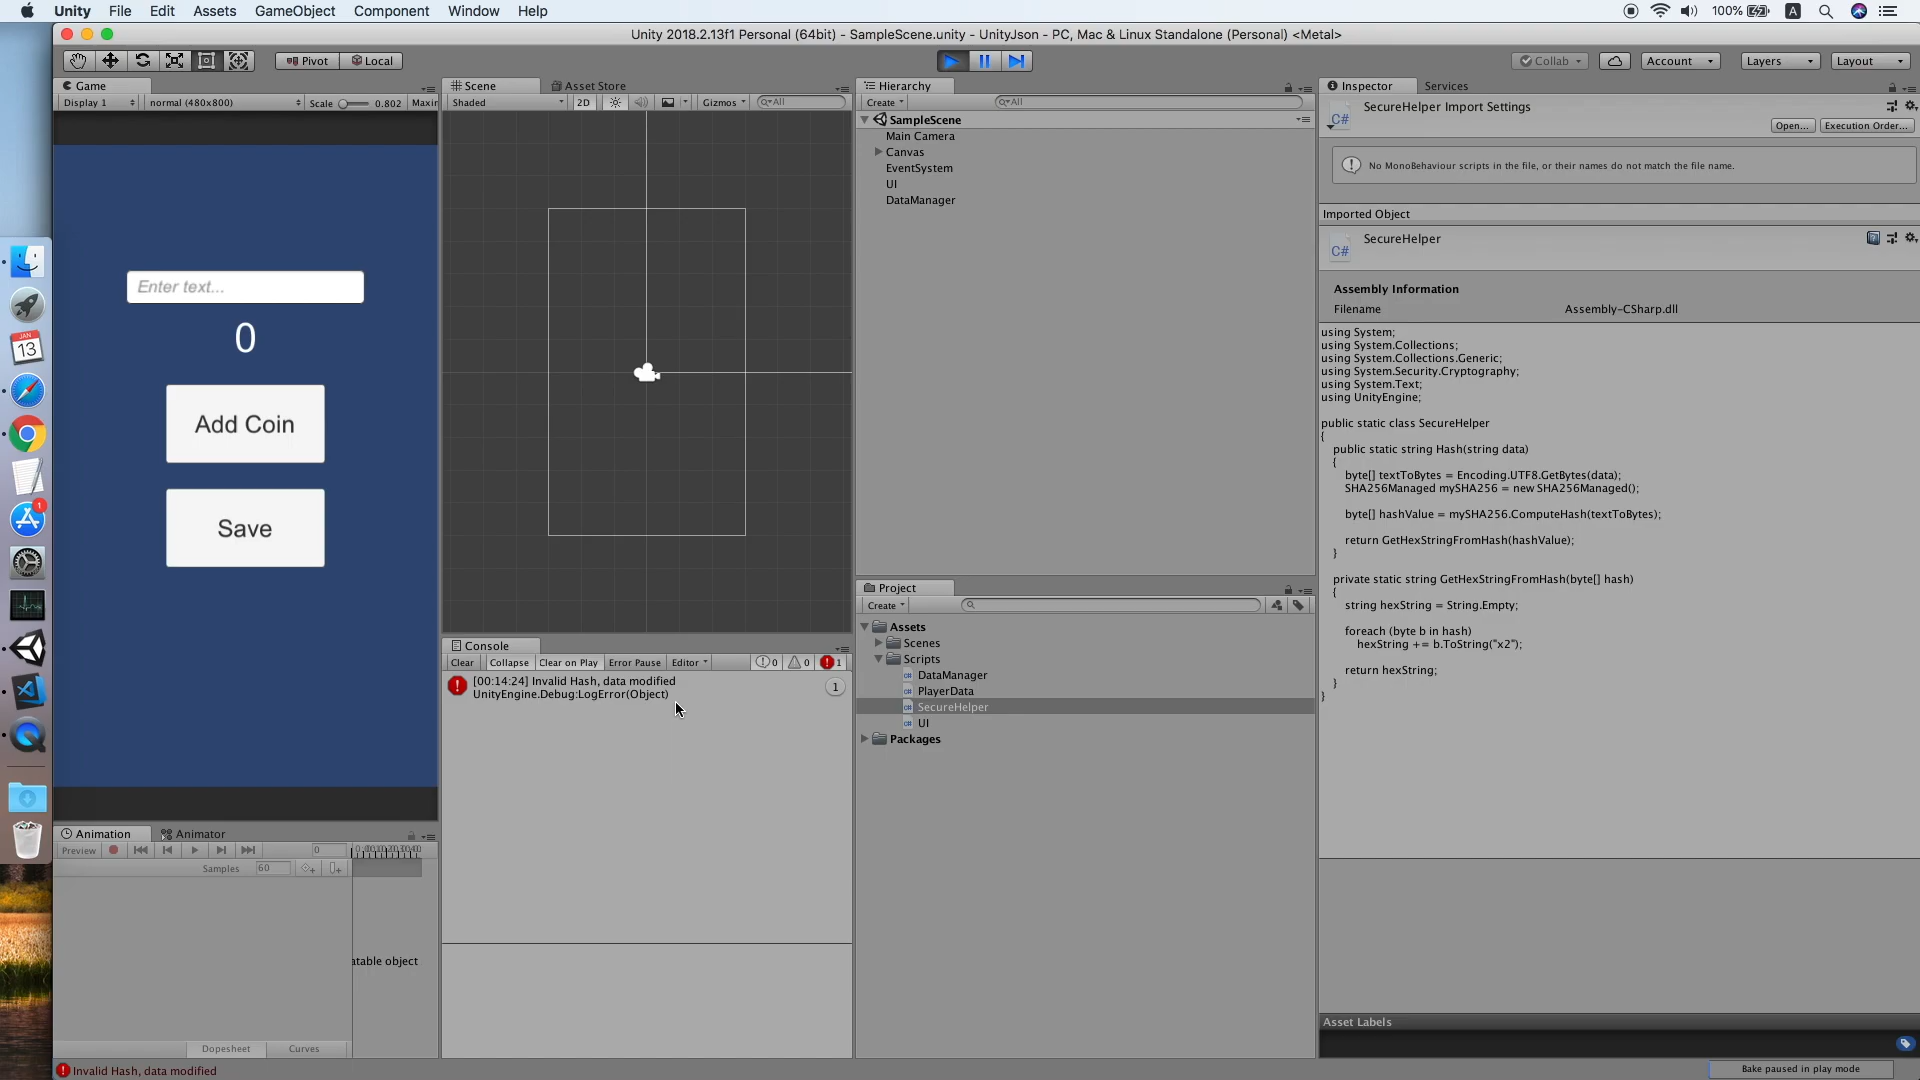 Unity File Edit Assets GameObject Component Window Help
100% A
Unity 2018.2.13f1 Personal (64bit) - SampleScene.unity - UnityJson - PC, Mac & Linux Standalone (Personal) <Metal>
Pivot Local
Collab Account Layers Layout
Game
Display 1 normal (480x800) Scale 0.802 Maxin
Enter text...
0
Add Coin
Save
Scene Asset Store
Shaded 2D Gizmos All
Hierarchy
Create All
SampleScene
Main Camera
Canvas
EventSystem
UI
DataManager
Inspector Services
SecureHelper Import Settings
C#
Open... Execution Order...
No MonoBehaviour scripts in the file, or their names do not match the file name.
Imported Object
SecureHelper
C#
Assembly Information
Filename Assembly-CSharp.dll
using System;
using System.Collections;
using System.Collections.Generic;
using System.Security.Cryptography;
using System.Text;
using UnityEngine;
public static class SecureHelper
{
public static string Hash(string data)
{
byte[] textToBytes = Encoding.UTF8.GetBytes(data);
SHA256Managed mySHA256 = new SHA256Managed();
byte[] hashValue = mySHA256.ComputeHash(textToBytes);
return GetHexStringFromHash(hashValue);
}
private static string GetHexStringFromHash(byte[] hash)
{
string hexString = String.Empty;
foreach (byte b in hash)
hexString += b.ToString("x2");
return hexString;
}
}
Console
Clear Collapse Clear on Play Error Pause Editor 0 0 1
[00:14:24] Invalid Hash, data modified
UnityEngine.Debug:LogError(Object)
1
Project
Create
Assets
Scenes
Scripts
DataManager
PlayerData
SecureHelper
UI
Packages
JAN
13
1
Animation Animator
Preview 0
Samples 60
atable object
Dopesheet Curves
Asset Labels
Invalid Hash, data modified
Bake paused in play mode